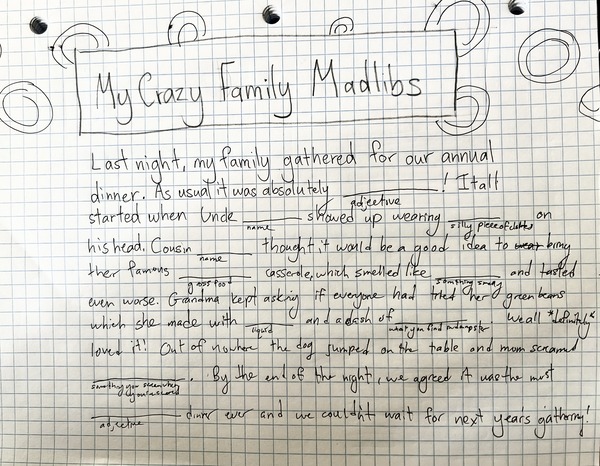 My Crazy Family Madlibs
Last night, my family gathered for our annual
dinner. As usual it was absolutely ________! It all
adjective
started when Uncle ________ showed up wearing ________ on
name silly piece of clothes
his head. Cousin ________ thought it would be a good idea to bring
name
their famous ________ casserole, which smelled like ________ and tasted
gross food something smelly
even worse. Grandma kept asking if everyone had tried her green beans
which she made with ________ and a dash of ________. We all *definitely*
liquid what you find in dumpster
loved it! Out of nowhere the dog jumped on the table and mom screamed
________. By the end of the night, we agreed it was the most
something you scream when you're scared
________ dinner ever and we couldn't wait for next years gathering!
adjective